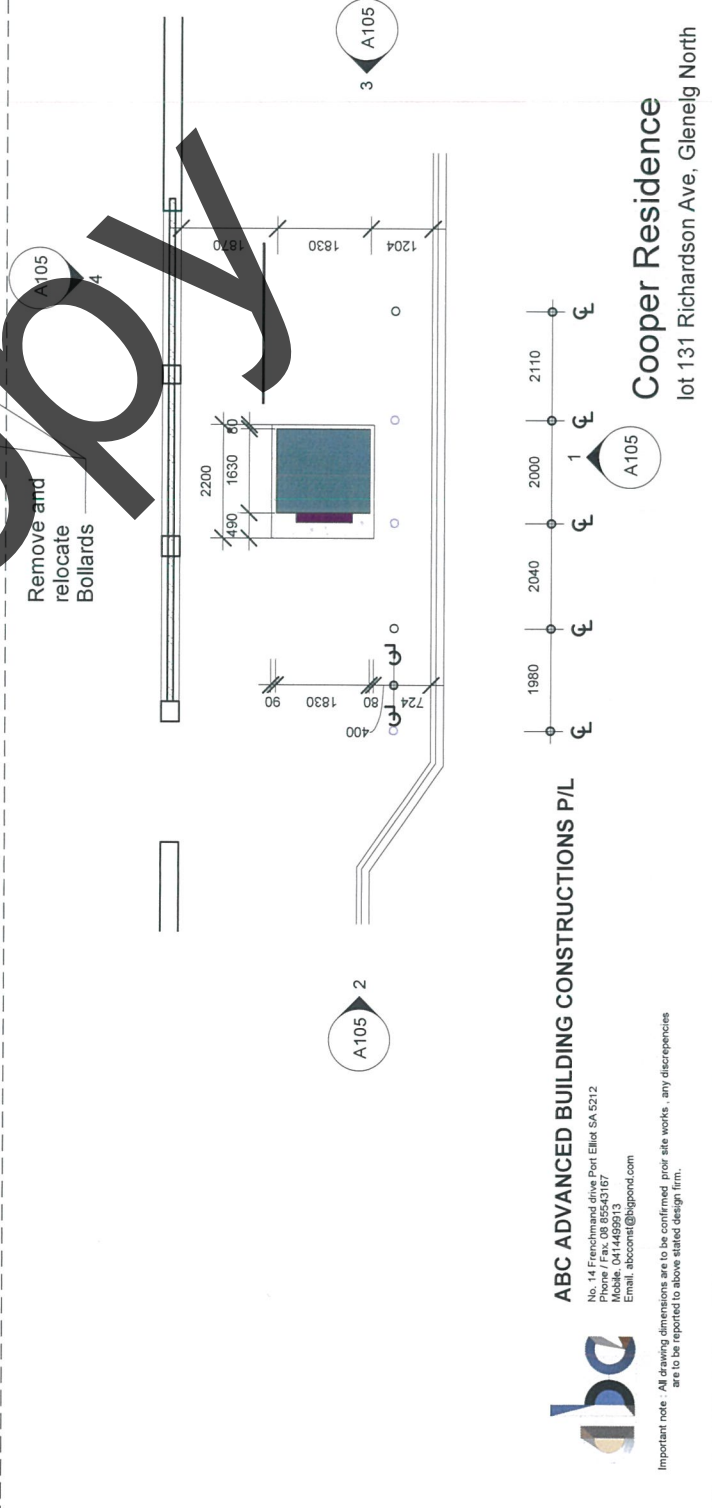 A105
4
Remove and
relocate
Bollards
3
A105
1870
1830
1204
2200
490
1630
80
90
1830
80
724
400
A105
2
1980
2040
2000
2110
1
A105
Cooper Residence
lot 131 Richardson Ave, Glenelg North
abc
ABC ADVANCED BUILDING CONSTRUCTIONS P/L
No. 14 Frenchmand drive Port Elliot SA 5212
Phone / Fax. 08 85543167
Mobile. 0414499913
Email. abcconst@bigpond.com
Important note : All drawing dimensions are to be confirmed proir site works , any discrepencies
are to be reported to above stated design firm.